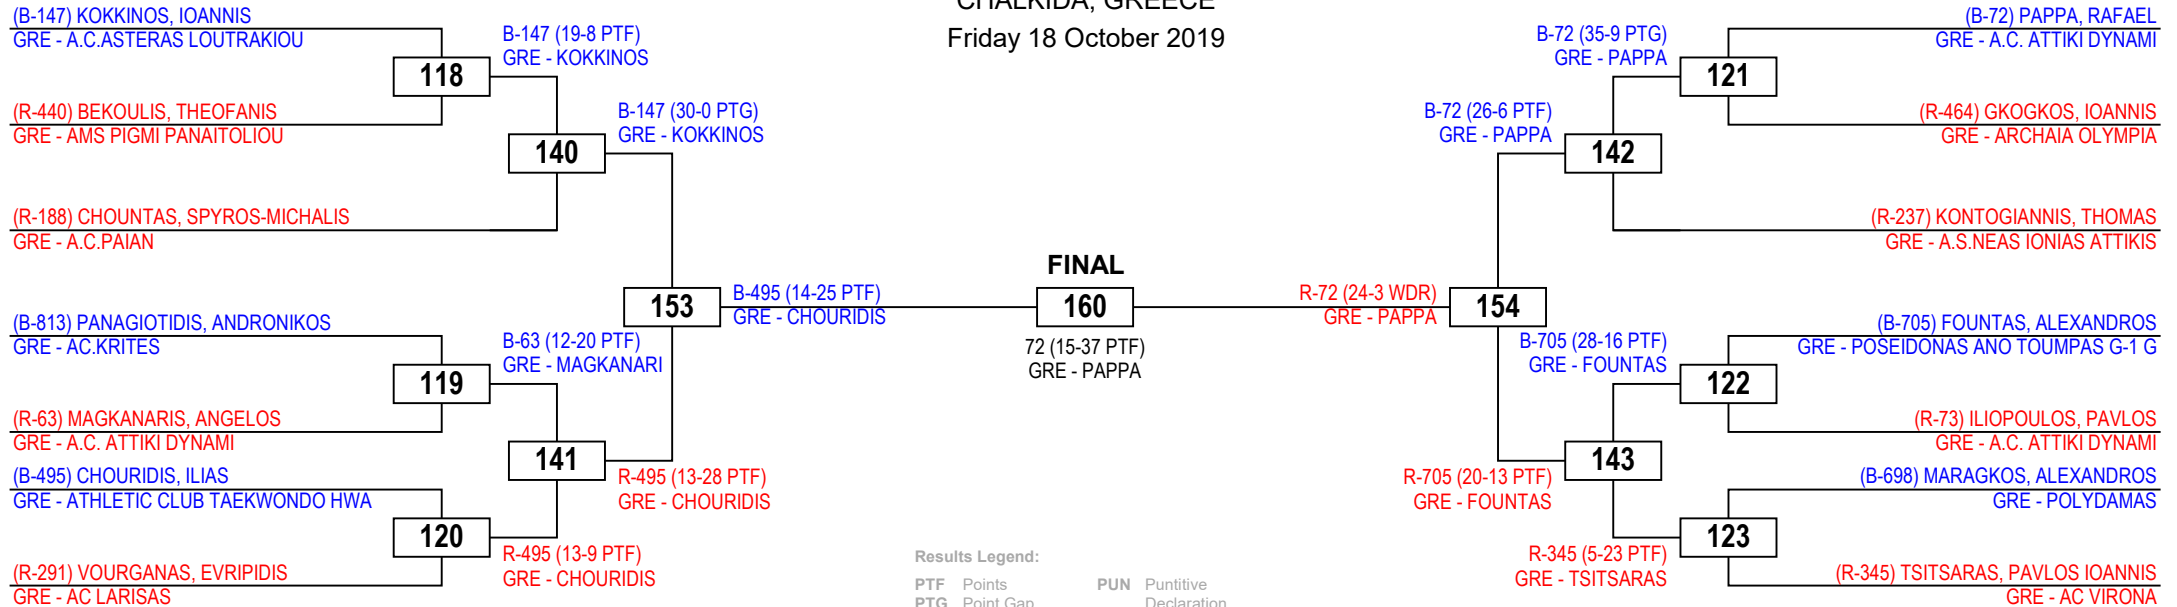 CHALKIDA, GREECE
Friday 18 October 2019
(B-147) KOKKINOS, IOANNIS
GRE - A.C.ASTERAS LOUTRAKIOU
B-147 (19-8 PTF)
GRE - KOKKINOS
118
(R-440) BEKOULIS, THEOFANIS
GRE - AMS PIGMI PANAITOLIOU
B-147 (30-0 PTG)
GRE - KOKKINOS
140
(R-188) CHOUNTAS, SPYROS-MICHALIS
GRE - A.C.PAIAN
153
B-495 (14-25 PTF)
GRE - CHOURIDIS
(B-813) PANAGIOTIDIS, ANDRONIKOS
GRE - AC.KRITES
B-63 (12-20 PTF)
GRE - MAGKANARI
119
(R-63) MAGKANARIS, ANGELOS
GRE - A.C. ATTIKI DYNAMI
141
R-495 (13-28 PTF)
GRE - CHOURIDIS
(B-495) CHOURIDIS, ILIAS
GRE - ATHLETIC CLUB TAEKWONDO HWA
120
R-495 (13-9 PTF)
GRE - CHOURIDIS
(R-291) VOURGANAS, EVRIPIDIS
GRE - AC LARISAS
FINAL
160
72 (15-37 PTF)
GRE - PAPPA
(B-72) PAPPA, RAFAEL
GRE - A.C. ATTIKI DYNAMI
B-72 (35-9 PTG)
GRE - PAPPA
121
(R-464) GKOGKOS, IOANNIS
GRE - ARCHAIA OLYMPIA
B-72 (26-6 PTF)
GRE - PAPPA
142
(R-237) KONTOGIANNIS, THOMAS
GRE - A.S.NEAS IONIAS ATTIKIS
R-72 (24-3 WDR)
GRE - PAPPA
154
(B-705) FOUNTAS, ALEXANDROS
GRE - POSEIDONAS ANO TOUMPAS G-1 G
B-705 (28-16 PTF)
GRE - FOUNTAS
122
(R-73) ILIOPOULOS, PAVLOS
GRE - A.C. ATTIKI DYNAMI
143
R-705 (20-13 PTF)
GRE - FOUNTAS
(B-698) MARAGKOS, ALEXANDROS
GRE - POLYDAMAS
123
R-345 (5-23 PTF)
GRE - TSITSARAS
(R-345) TSITSARAS, PAVLOS IOANNIS
GRE - AC VIRONA
Results Legend:
PTF Points PUN Puntitive
PTG Point Gap Declaration